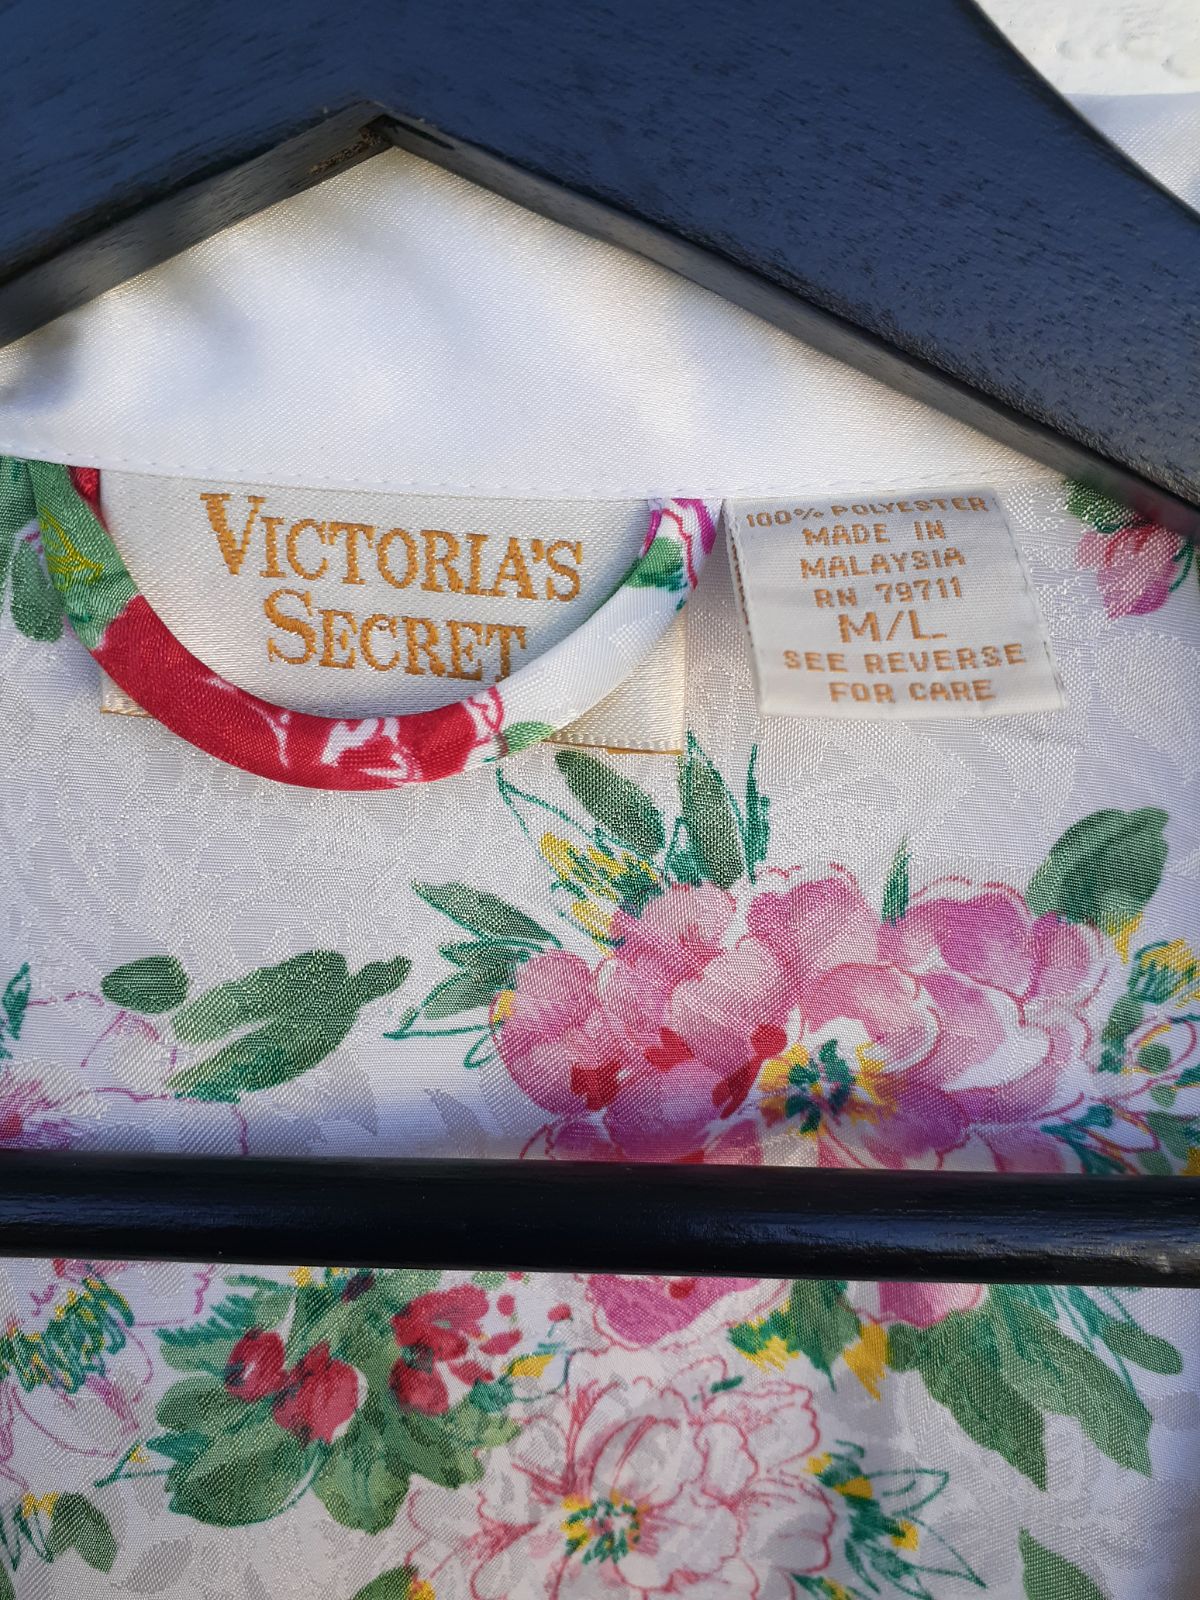 VICTORIA'S
SECRET
100% POLYESTER
MADE IN
MALAYSIA
RN 79711
M/L
SEE REVERSE
FOR CARE